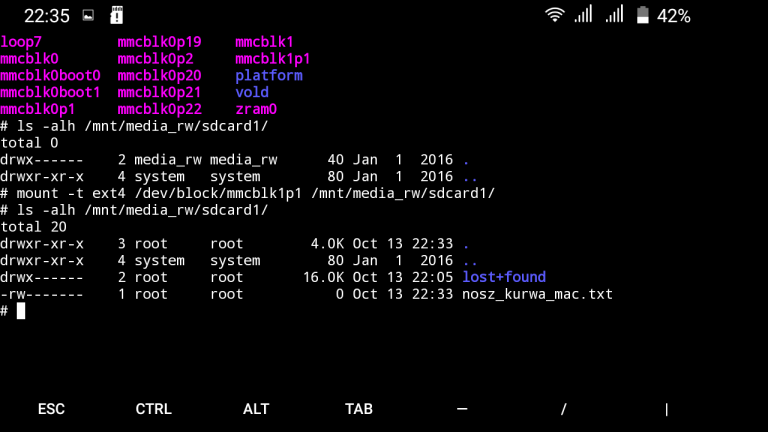 22:35 42%
loop7 mmcblk0p19 mmcblk1
mmcblk0 mmcblk0p2 mmcblk1p1
mmcblk0boot0 mmcblk0p20 platform
mmcblk0boot1 mmcblk0p21 vold
mmcblk0p1 mmcblk0p22 zram0
# ls -alh /mnt/media_rw/sdcard1/
total 0
drwx------ 2 media_rw media_rw 40 Jan 1 2016 .
drwxr-xr-x 4 system system 80 Jan 1 2016 ..
# mount -t ext4 /dev/block/mmcblk1p1 /mnt/media_rw/sdcard1/
# ls -alh /mnt/media_rw/sdcard1/
total 20
drwxr-xr-x 3 root root 4.0K Oct 13 22:33 .
drwxr-xr-x 4 system system 80 Jan 1 2016 ..
drwx------ 2 root root 16.0K Oct 13 22:05 lost+found
-rw------- 1 root root 0 Oct 13 22:33 nosz_kurwa_mac.txt
#
ESC CTRL ALT TAB — / |